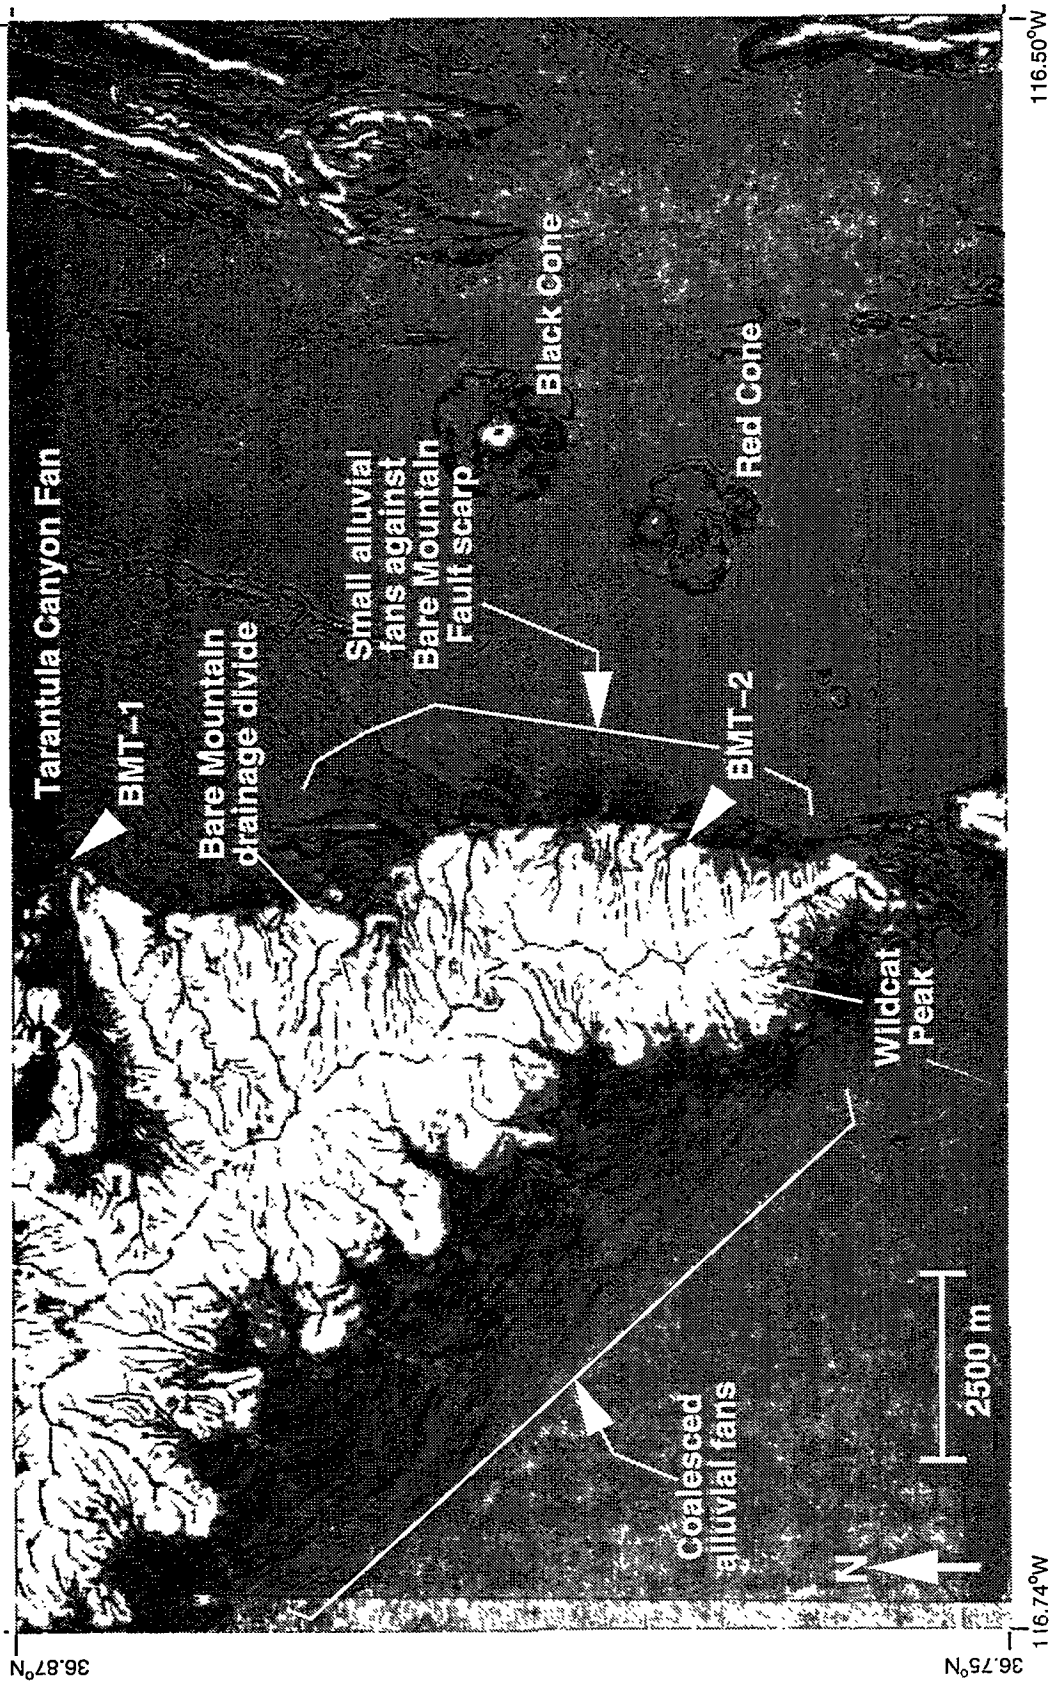 Tarantula Canyon Fan
BMT-1
Bare Mountain
drainage divide
Small alluvial
fans against
Bare Mountain
Fault scarp
Black Cone
Red Cone
BMT-2
Wildcat
Peak
Coalesced
alluvial fans
2500 m
N
36.87°N
36.75°N
116.74°W
116.50°W